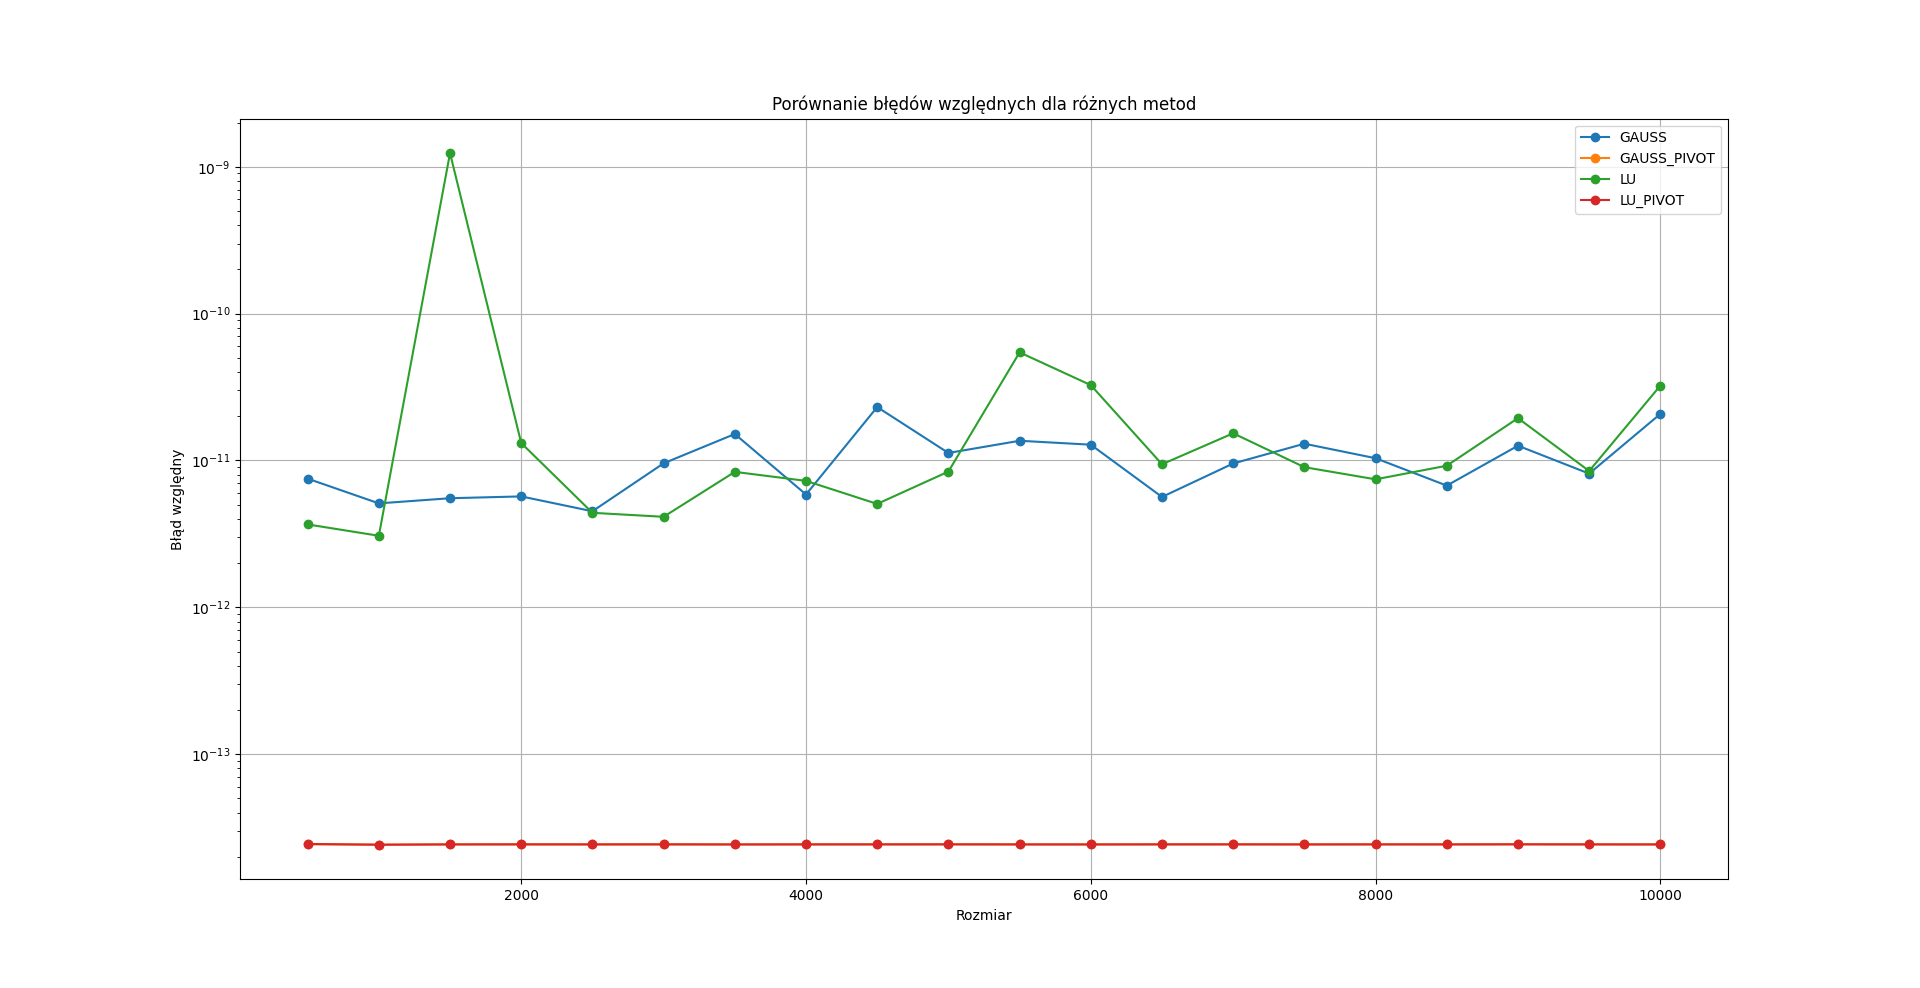 Porównanie błędów względnych dla różnych metod
GAUSS
GAUSS_PIVOT
LU
LU_PIVOT
10⁻⁹
10⁻¹⁰
10⁻¹¹
10⁻¹²
10⁻¹³
Błąd względny
2000 4000 6000 8000 10000
Rozmiar